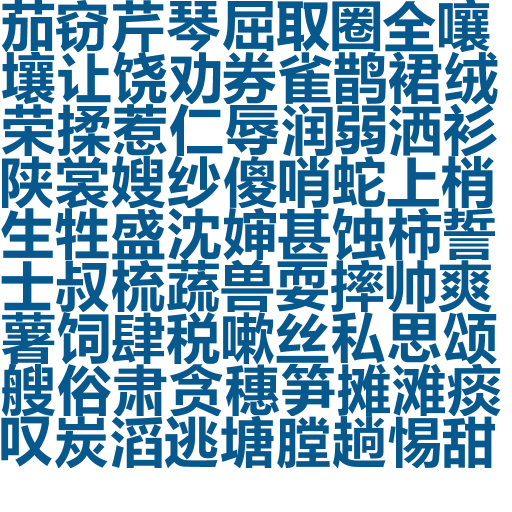 茄窃芹琴屈取圈全嚷
壤让饶劝券雀鹊裙绒
荣揉惹仁辱润弱洒衫
陕裳嫂纱傻哨蛇上梢
生牲盛沈婶甚蚀柿誓
士叔梳蔬兽耍摔帅爽
薯饲肆税嗽丝私思颂
艘俗肃贪穗笋摊滩痰
叹炭滔逃塘膛趟惕甜